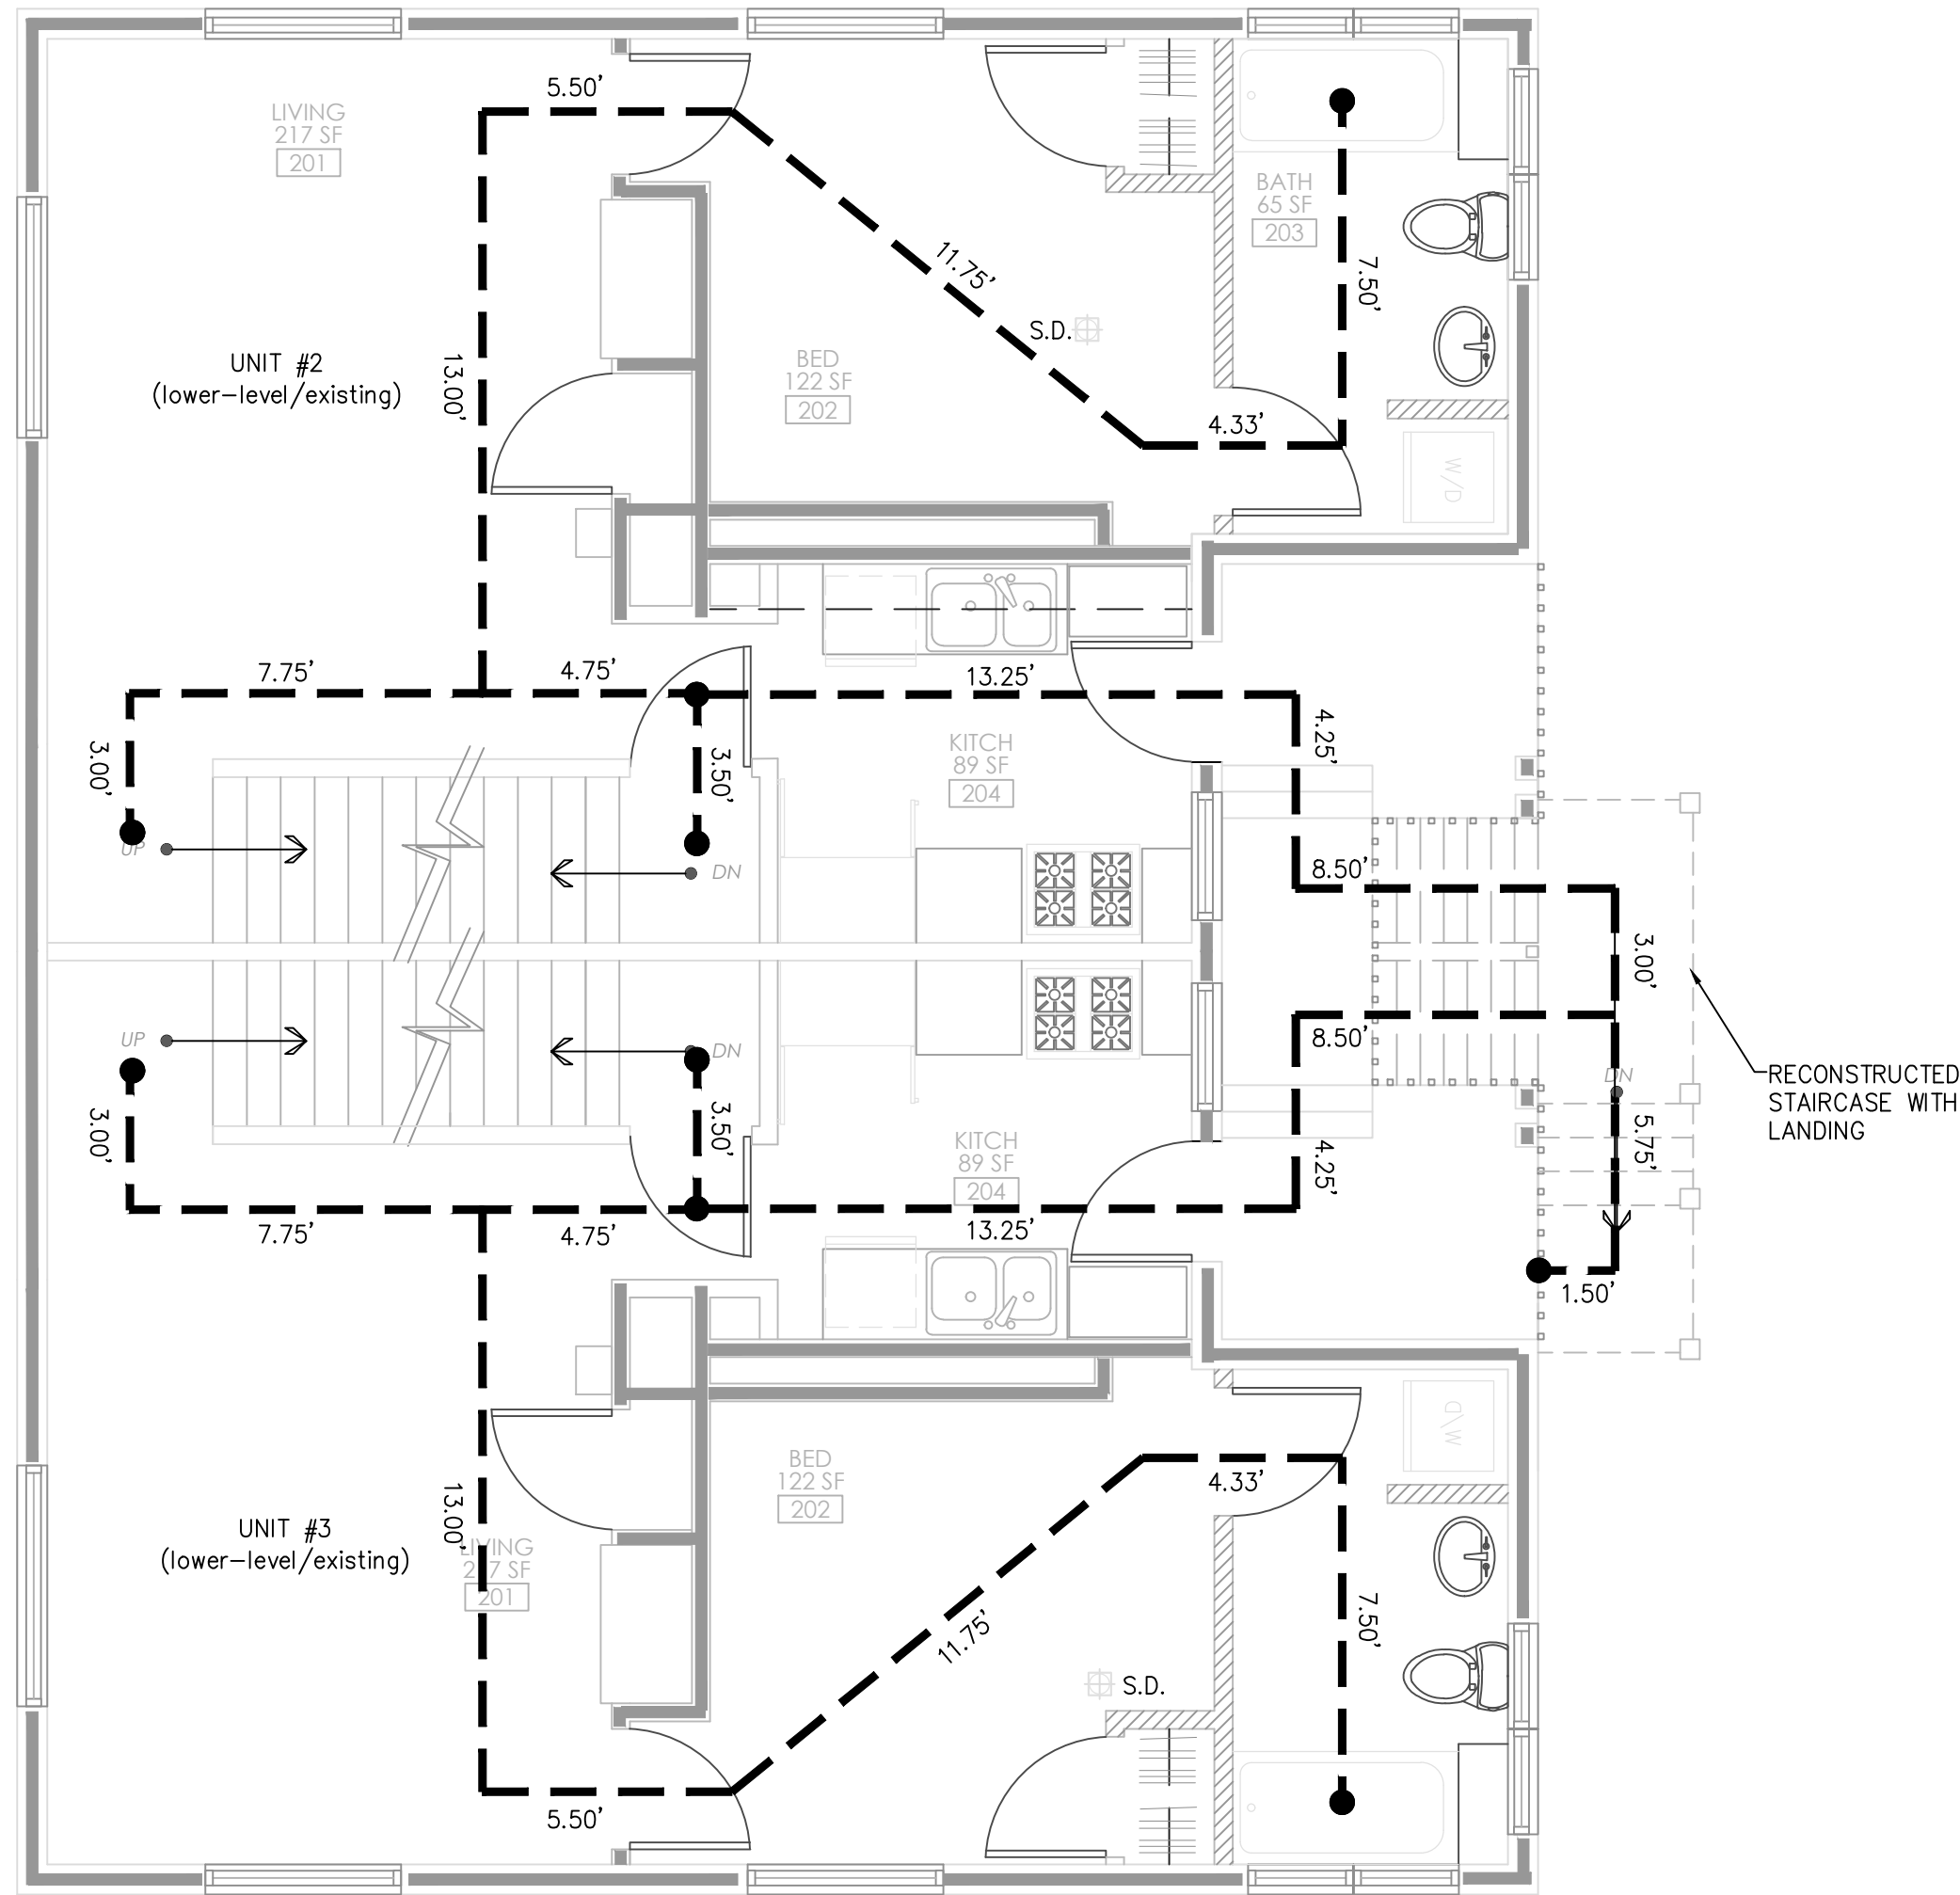 5.50'
LIVING
217 SF
201
BATH
65 SF
203
11.75'
7.50'
S.D.
UNIT #2
(lower-level/existing)
13.00'
BED
122 SF
202
4.33'
W/D
7.75'
4.75'
13.25'
3.00'
3.50'
4.25'
KITCH
89 SF
204
UP
DN
8.50'
3.00'
8.50'
UP
DN
DN
RECONSTRUCTED
STAIRCASE WITH
LANDING
3.00'
3.50'
KITCH
89 SF
204
4.25'
5.75'
7.75'
4.75'
13.25'
1.50'
W/D
BED
122 SF
202
4.33'
13.00'
UNIT #3
(lower-level/existing)
LIVING
217 SF
201
11.75'
7.50'
S.D.
5.50'